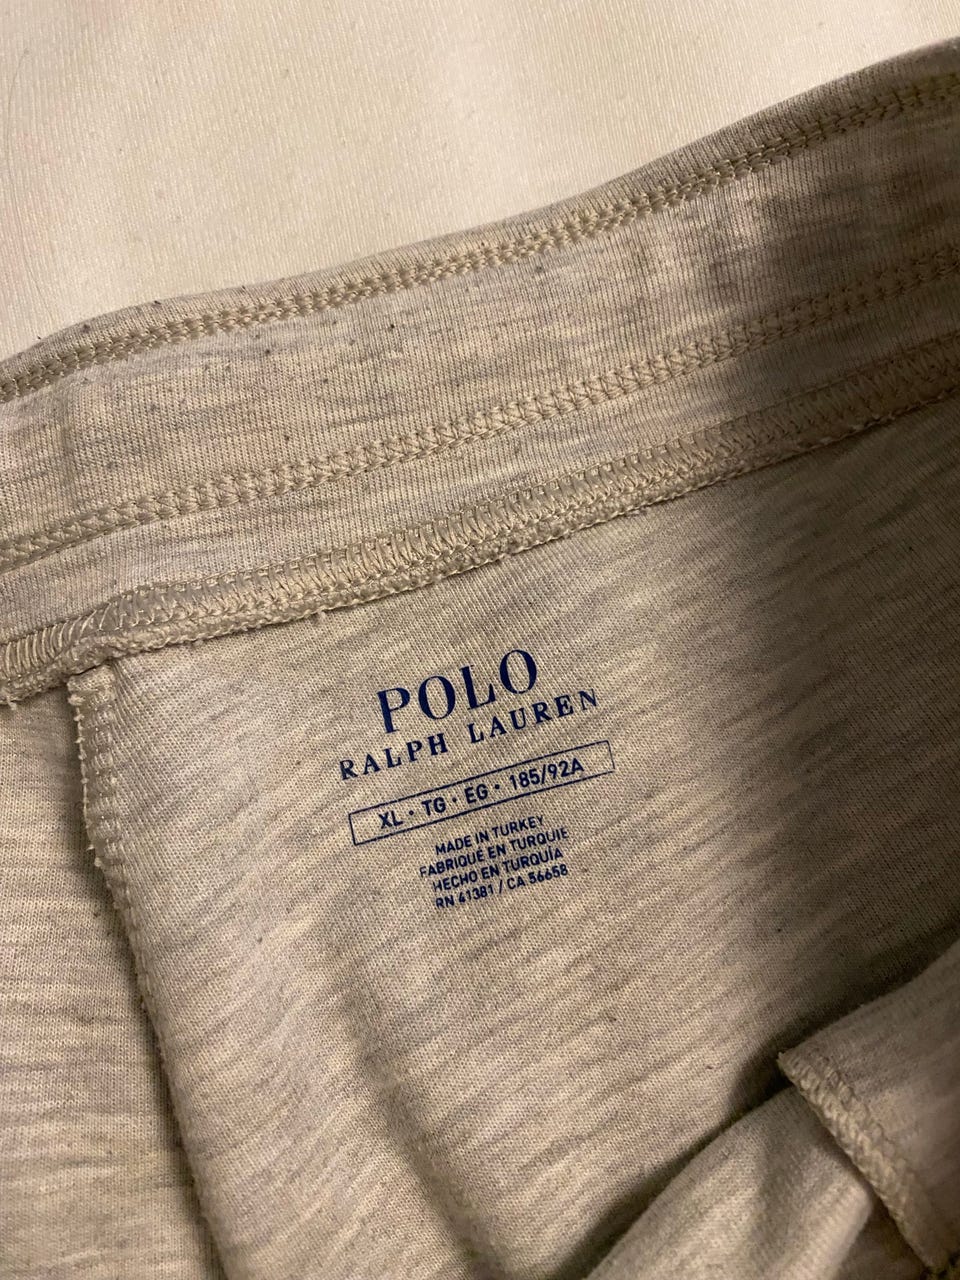 POLO
RALPH LAUREN
XL · TG · EG · 185/92A
MADE IN TURKEY
FABRIQUÉ EN TURQUIE
HECHO EN TURQUÍA
RN 41381 / CA 56658